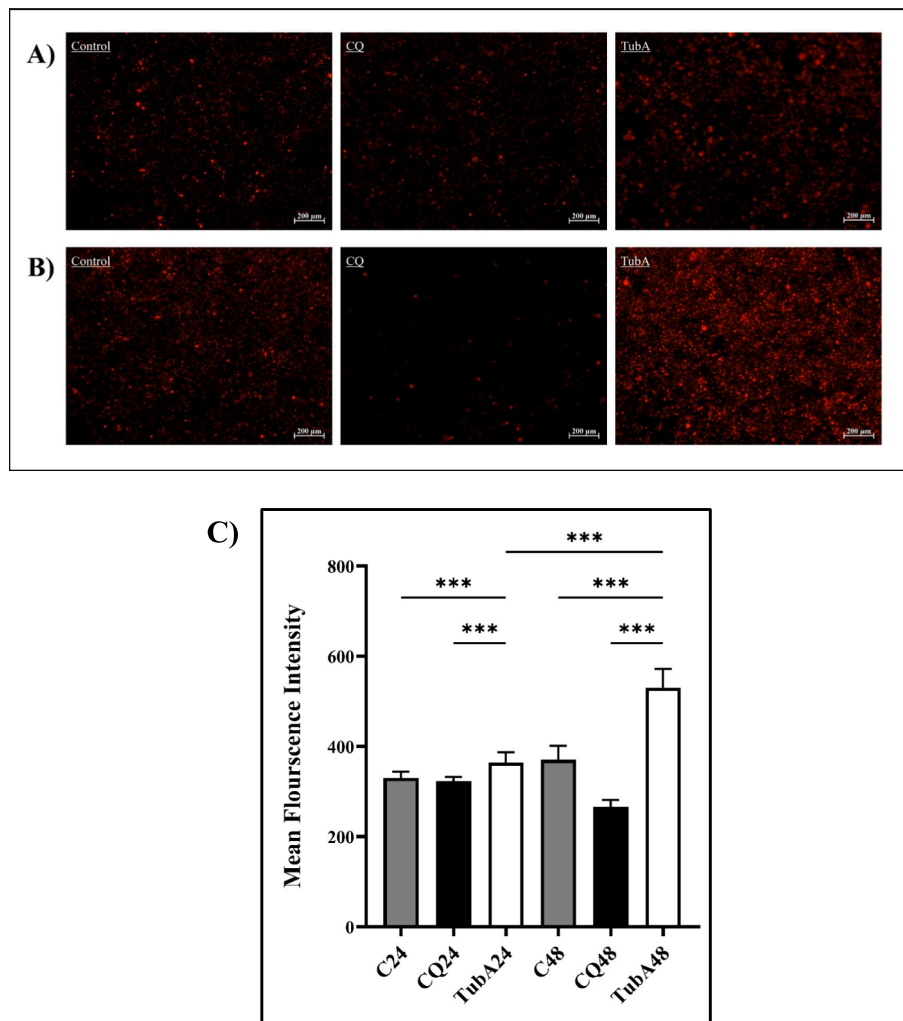 A)
Control
CQ
TubA
200 µm
200 µm
200 µm
B)
Control
CQ
TubA
200 µm
200 µm
200 µm
C)
Mean Flourscence Intensity
800
600
400
200
0
***
***
***
***
***
C24
CQ24
TubA24
C48
CQ48
TubA48